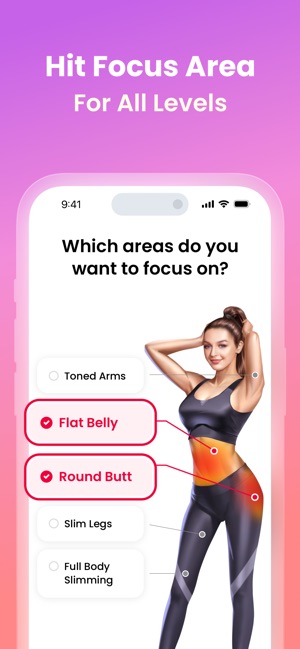 Hit Focus Area
For All Levels
9:41
Which areas do you
want to focus on?
Toned Arms
Flat Belly
Round Butt
Slim Legs
Full Body
Slimming